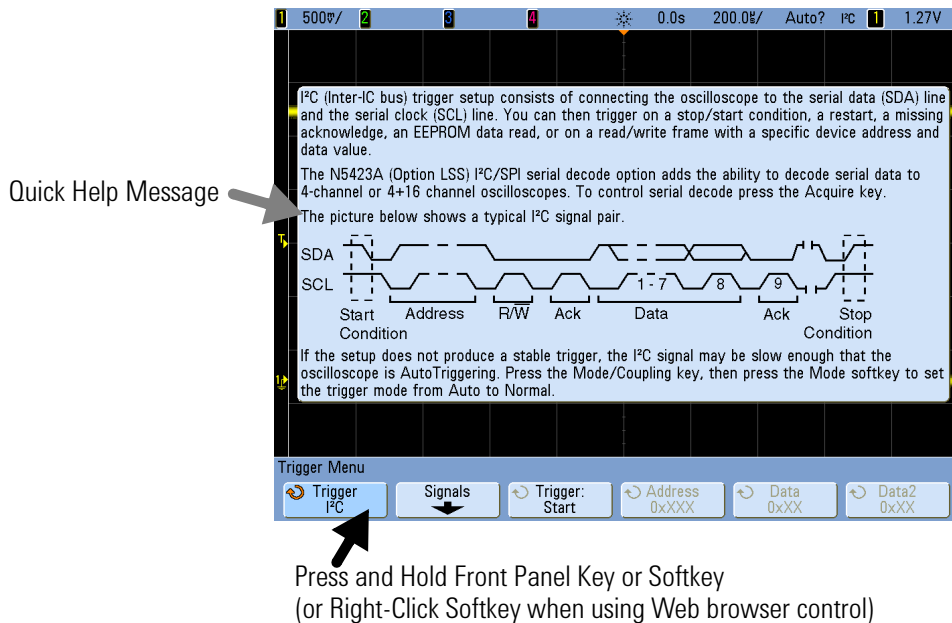 1 500▽/ 2 3 4 0.0s 200.0µs/ Auto? I²C 1 1.27V
I²C (Inter-IC bus) trigger setup consists of connecting the oscilloscope to the serial data (SDA) line
and the serial clock (SCL) line. You can then trigger on a stop/start condition, a restart, a missing
acknowledge, an EEPROM data read, or on a read/write frame with a specific device address and
data value.
The N5423A (Option LSS) I²C/SPI serial decode option adds the ability to decode serial data to
4-channel or 4+16 channel oscilloscopes. To control serial decode press the Acquire key.
Quick Help Message
The picture below shows a typical I²C signal pair.
T
SDA
SCL 1 - 7 8 9
Start Address R/W̅ Ack Data Ack Stop
Condition Condition
If the setup does not produce a stable trigger, the I²C signal may be slow enough that the
oscilloscope is AutoTriggering. Press the Mode/Coupling key, then press the Mode softkey to set
1
the trigger mode from Auto to Normal.
Trigger Menu
Trigger Signals Trigger: Address Data Data2
I²C Start 0xXXX 0xXX 0xXX
Press and Hold Front Panel Key or Softkey
(or Right-Click Softkey when using Web browser control)